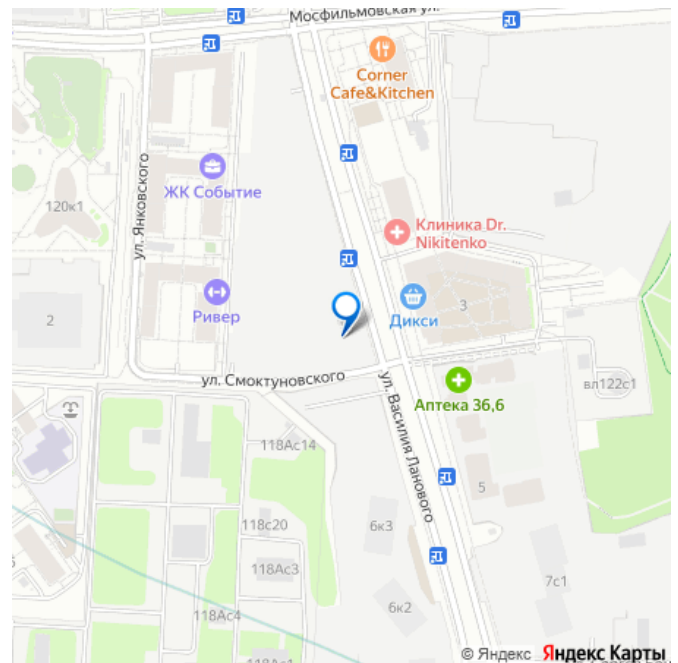 Мосфильмовская ул.
Corner
Cafe&Kitchen
ул. Янковского
ЖК Событие
120к1
Клиника Dr.
Nikitenko
2
Ривер
Дикси
3
ул. Смоктуновского
ул. Василия Ланового
Аптека 36,6
вл122с1
118Ас14
5
118с20
6к3
118Ас3
7с1
118Ас4
6к2
118Ас1
© Яндекс Яндекс Карты